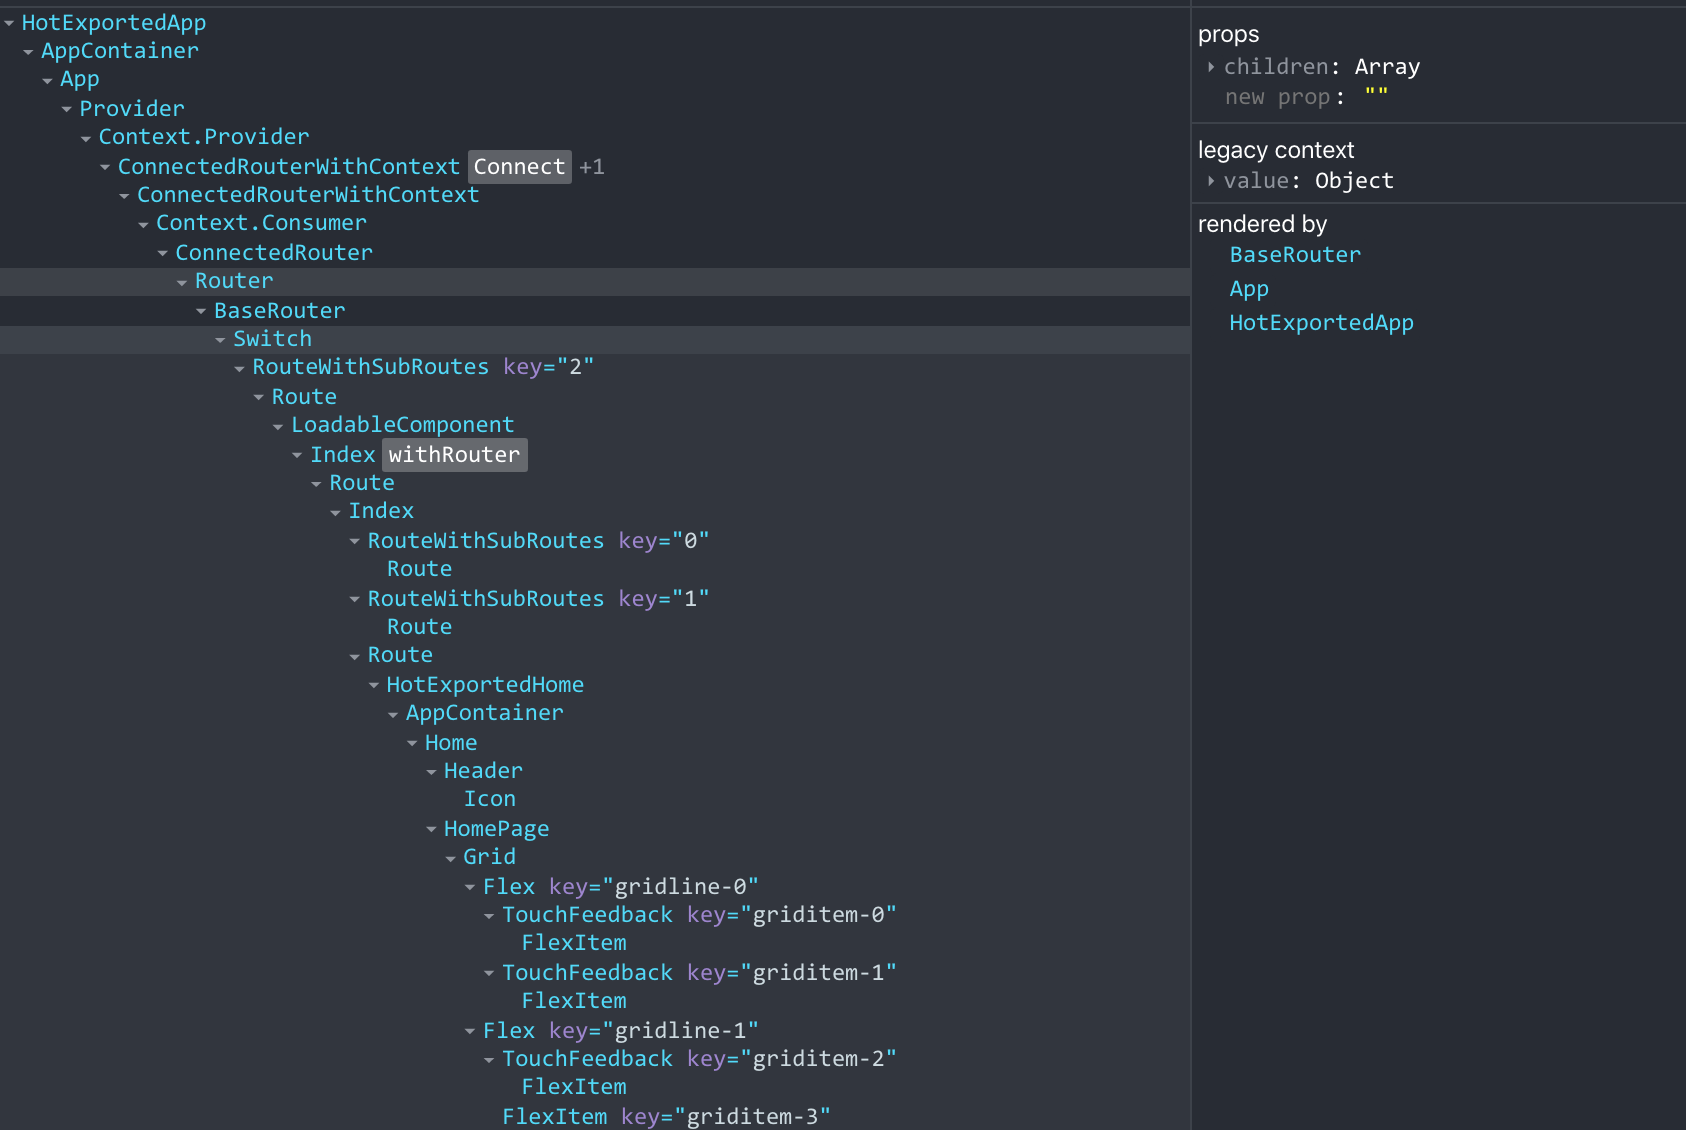 HotExportedApp
AppContainer
App
Provider
Context.Provider
ConnectedRouterWithContext Connect +1
ConnectedRouterWithContext
Context.Consumer
ConnectedRouter
Router
BaseRouter
Switch
RouteWithSubRoutes key="2"
Route
LoadableComponent
Index withRouter
Route
Index
RouteWithSubRoutes key="0"
Route
RouteWithSubRoutes key="1"
Route
Route
HotExportedHome
AppContainer
Home
Header
Icon
HomePage
Grid
Flex key="gridline-0"
TouchFeedback key="griditem-0"
FlexItem
TouchFeedback key="griditem-1"
FlexItem
Flex key="gridline-1"
TouchFeedback key="griditem-2"
FlexItem
FlexItem key="griditem-3"
props
children: Array
new prop: ""
legacy context
value: Object
rendered by
BaseRouter
App
HotExportedApp